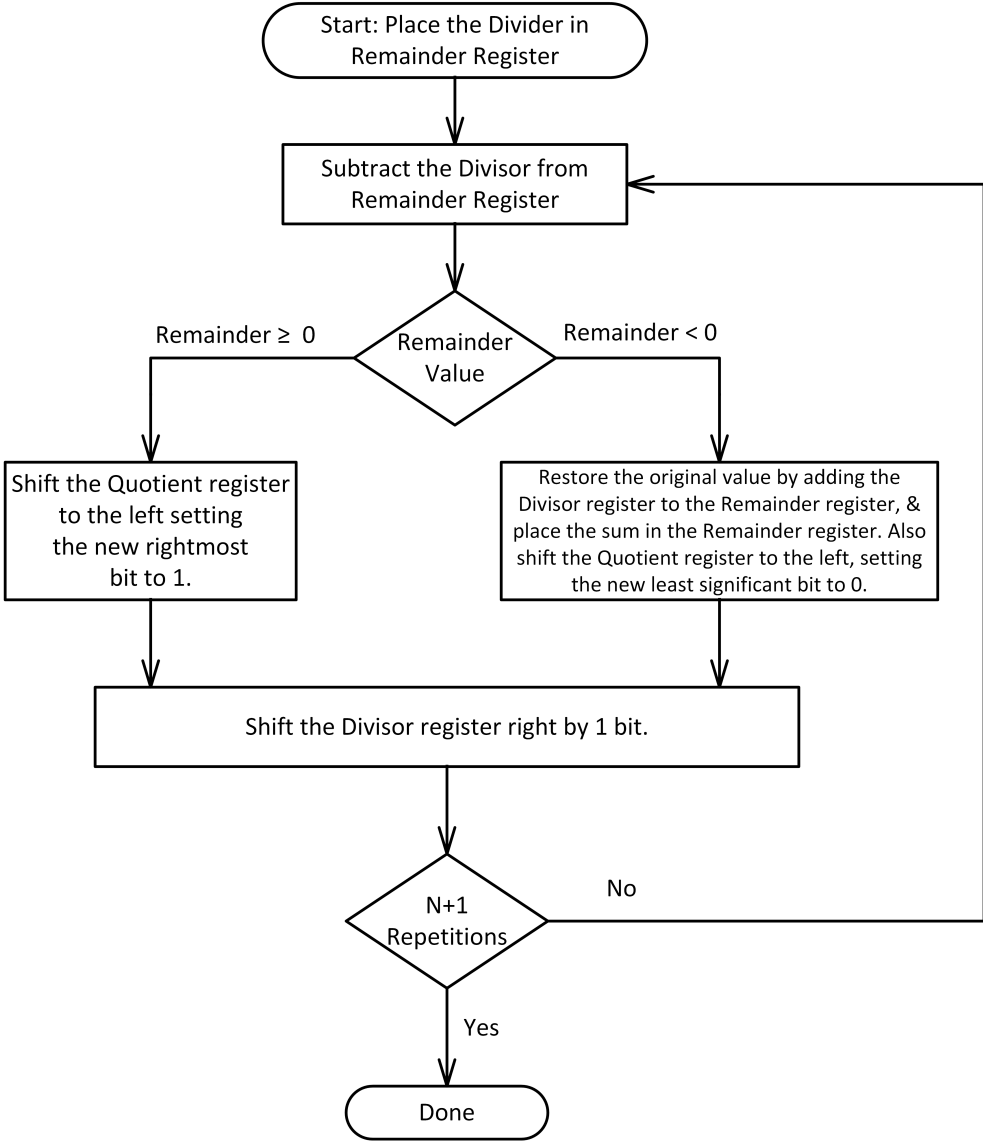 Start: Place the Divider in
Remainder Register
Subtract the Divisor from
Remainder Register
Remainder Value
Remainder ≥ 0
Remainder < 0
Shift the Quotient register
to the left setting
the new rightmost
bit to 1.
Restore the original value by adding the
Divisor register to the Remainder register, &
place the sum in the Remainder register. Also
shift the Quotient register to the left, setting
the new least significant bit to 0.
Shift the Divisor register right by 1 bit.
N+1
Repetitions
No
Yes
Done